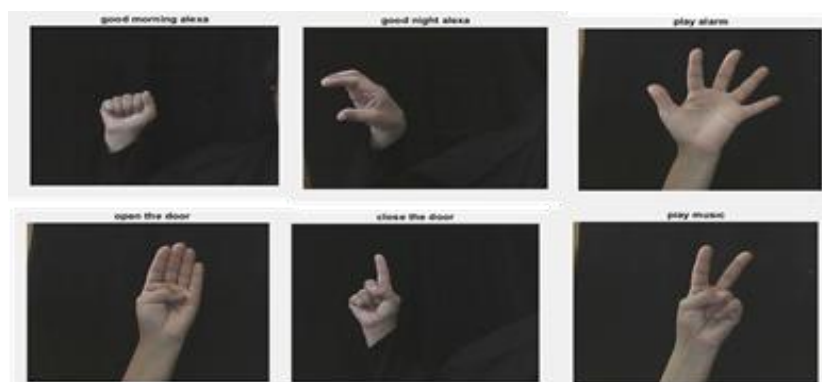 good morning alexa
good night alexa
play alarm
open the door
close the door
play music